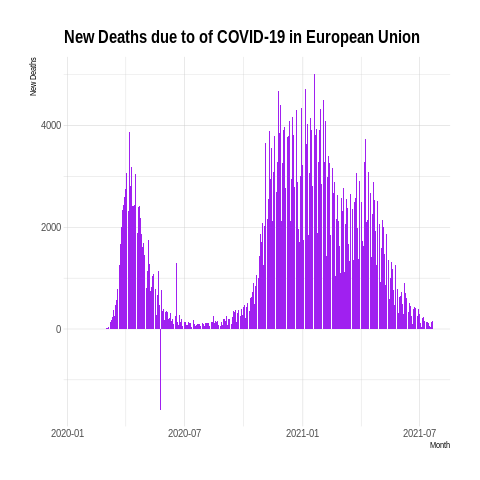 New Deaths due to of COVID-19 in European Union
New Deaths
4000
2000
0
2020-01 2020-07 2021-01 2021-07
Month